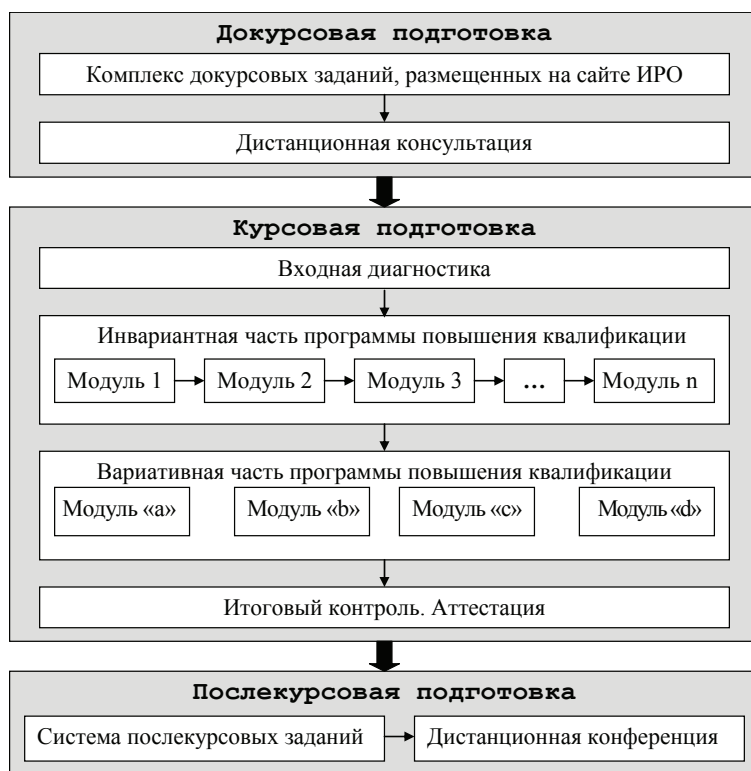 Докурсовая подготовка
Комплекс докурсовых заданий, размещенных на сайте ИРО
Дистанционная консультация
Курсовая подготовка
Входная диагностика
Инвариантная часть программы повышения квалификации
Модуль 1 Модуль 2 Модуль 3 ... Модуль n
Вариативная часть программы повышения квалификации
Модуль «a» Модуль «b» Модуль «c» Модуль «d»
Итоговый контроль. Аттестация
Послекурсовая подготовка
Система послекурсовых заданий Дистанционная конференция